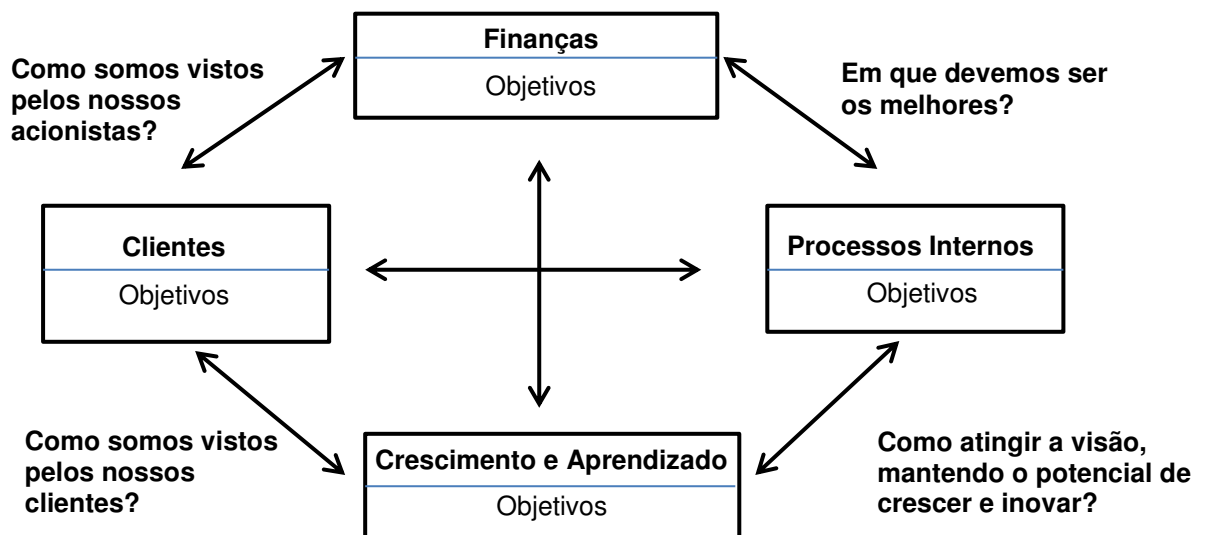 Finanças
Objetivos
Como somos vistos
pelos nossos
acionistas?
Em que devemos ser
os melhores?
Clientes
Objetivos
Processos Internos
Objetivos
Como somos vistos
pelos nossos
clientes?
Crescimento e Aprendizado
Objetivos
Como atingir a visão,
mantendo o potencial de
crescer e inovar?